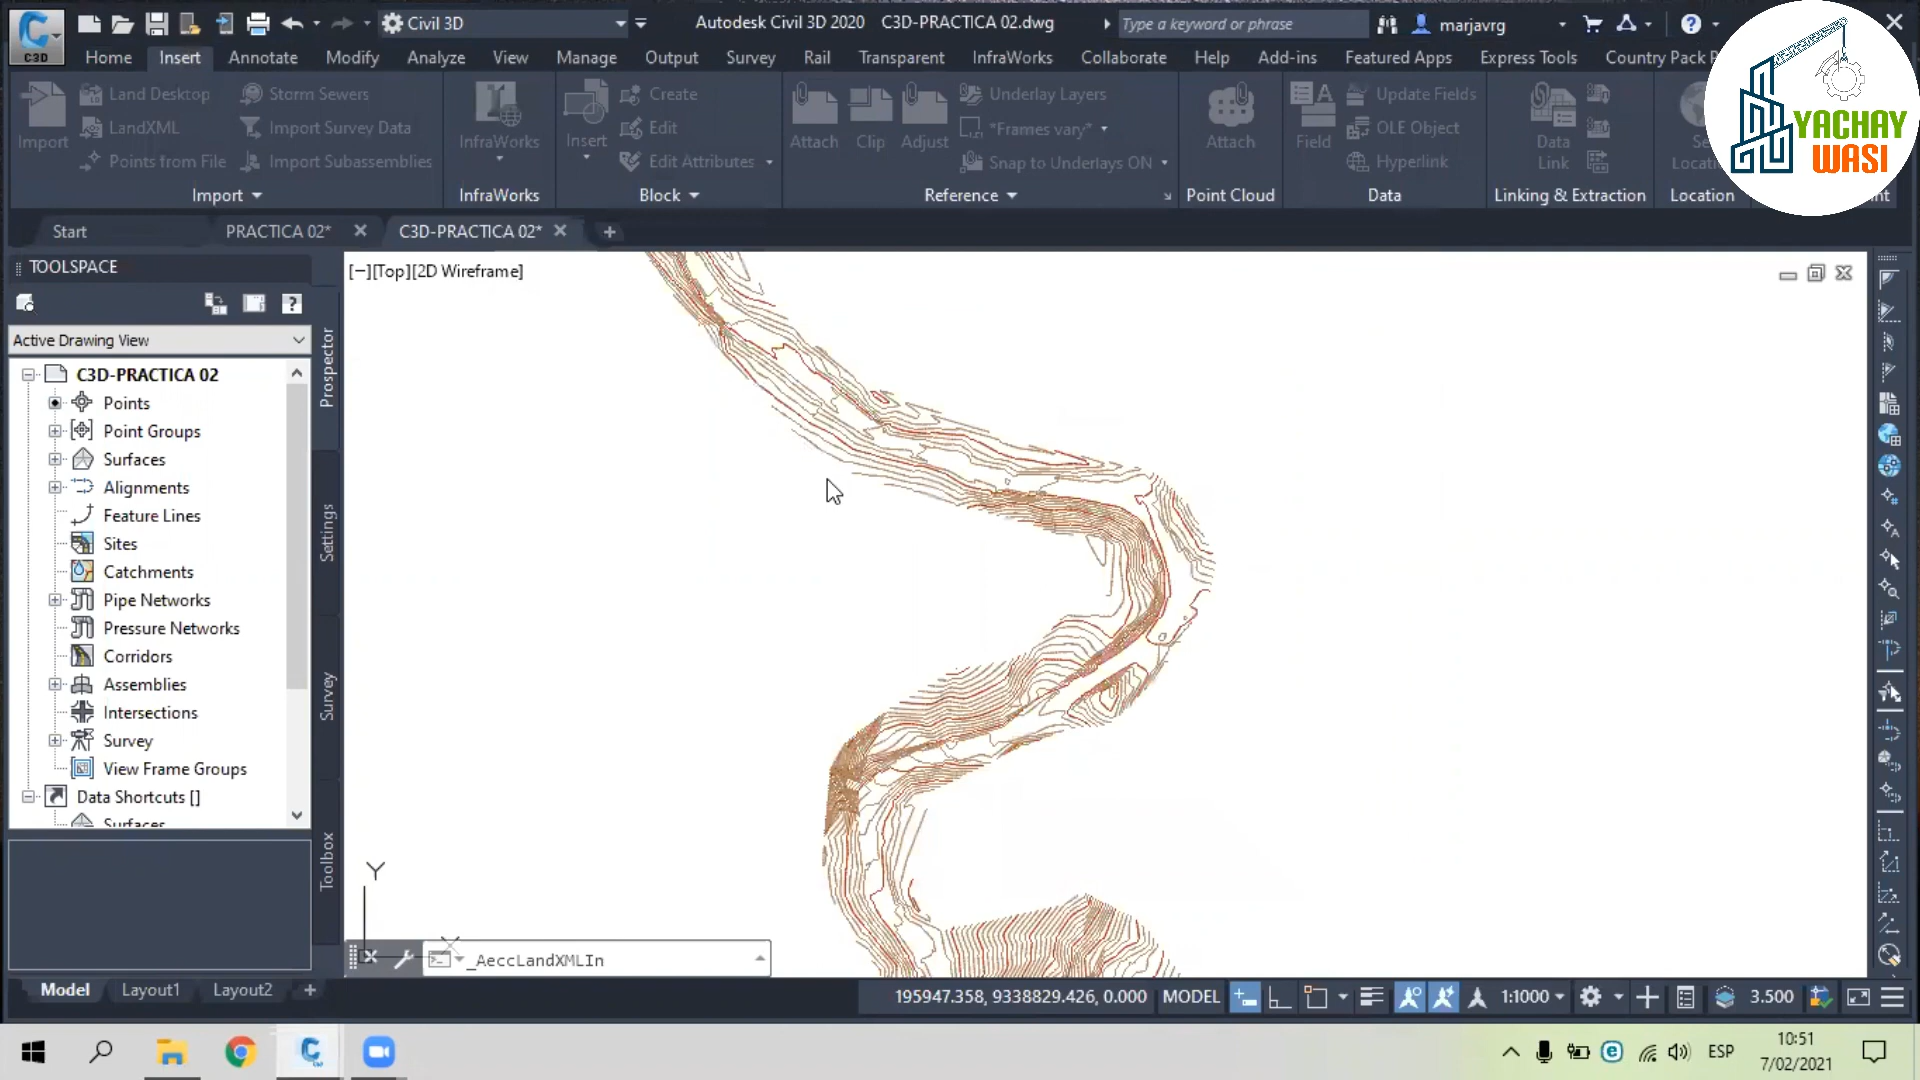 Civil 3D
Autodesk Civil 3D 2020 C3D-PRACTICA 02.dwg
Type a keyword or phrase
marjavrg
C3D
Home Insert Annotate Modify Analyze View Manage Output Survey Rail Transparent InfraWorks Collaborate Help Add-ins Featured Apps Express Tools Country Pack
Import
Land Desktop
LandXML
Points from File
Storm Sewers
Import Survey Data
Import Subassemblies
InfraWorks
Insert
Create
Edit
Edit Attributes
Attach
Clip
Adjust
Underlay Layers
*Frames vary*
Snap to Underlays ON
Attach
Field
Update Fields
OLE Object
Hyperlink
Data
Link
YACHAY
WASI
Import InfraWorks Block Reference Point Cloud Data Linking & Extraction Location
Start PRACTICA 02* C3D-PRACTICA 02*
TOOLSPACE
[−][Top][2D Wireframe]
Active Drawing View
C3D-PRACTICA 02
Points
Point Groups
Surfaces
Alignments
Feature Lines
Sites
Catchments
Pipe Networks
Pressure Networks
Corridors
Assemblies
Intersections
Survey
View Frame Groups
Data Shortcuts []
Surfaces
Prospector
Settings
Survey
Toolbox
Y
X
_AeccLandXMLIn
Model Layout1 Layout2
195947.358, 9338829.426, 0.000 MODEL 1:1000 3.500
ESP
10:51
7/02/2021